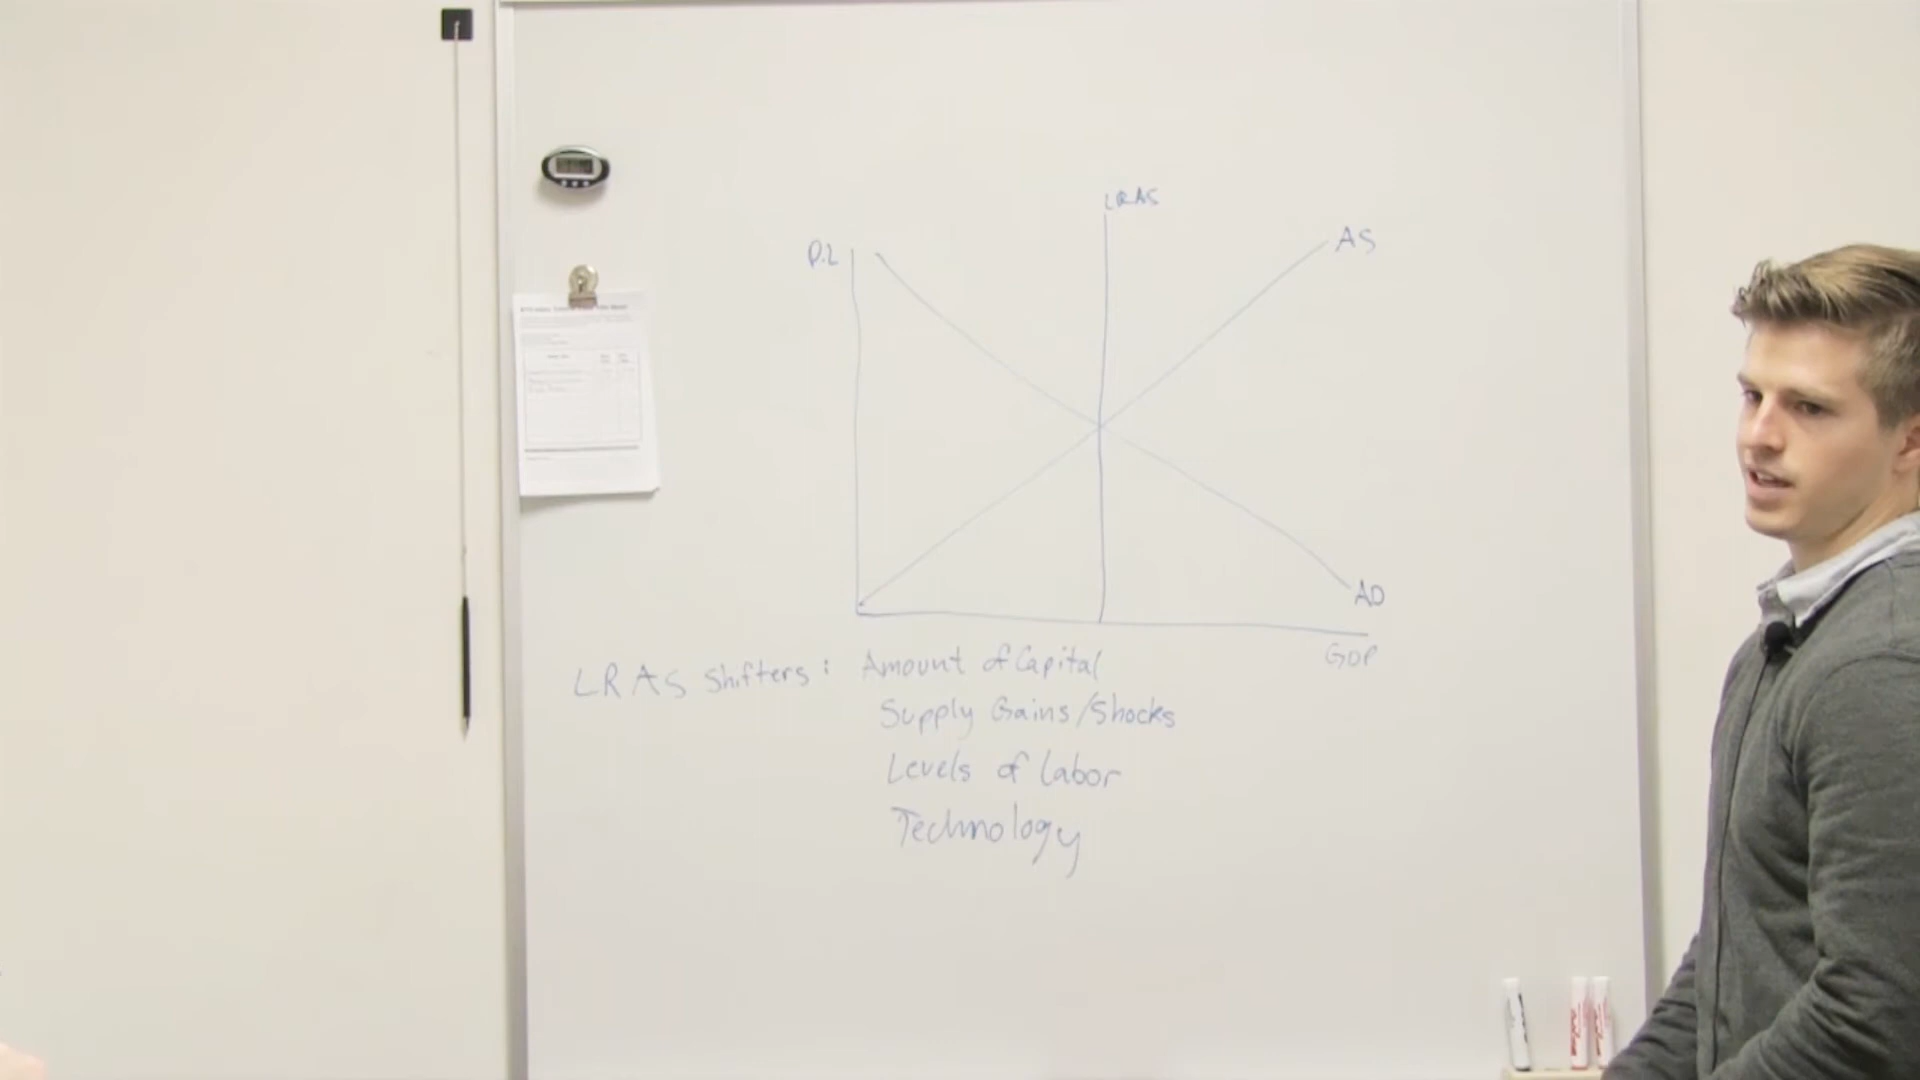 LRAS
AS
P.L
AD
GDP
LRAS Shifters: Amount of Capital
Supply Gains/Shocks
Levels of labor
Technology